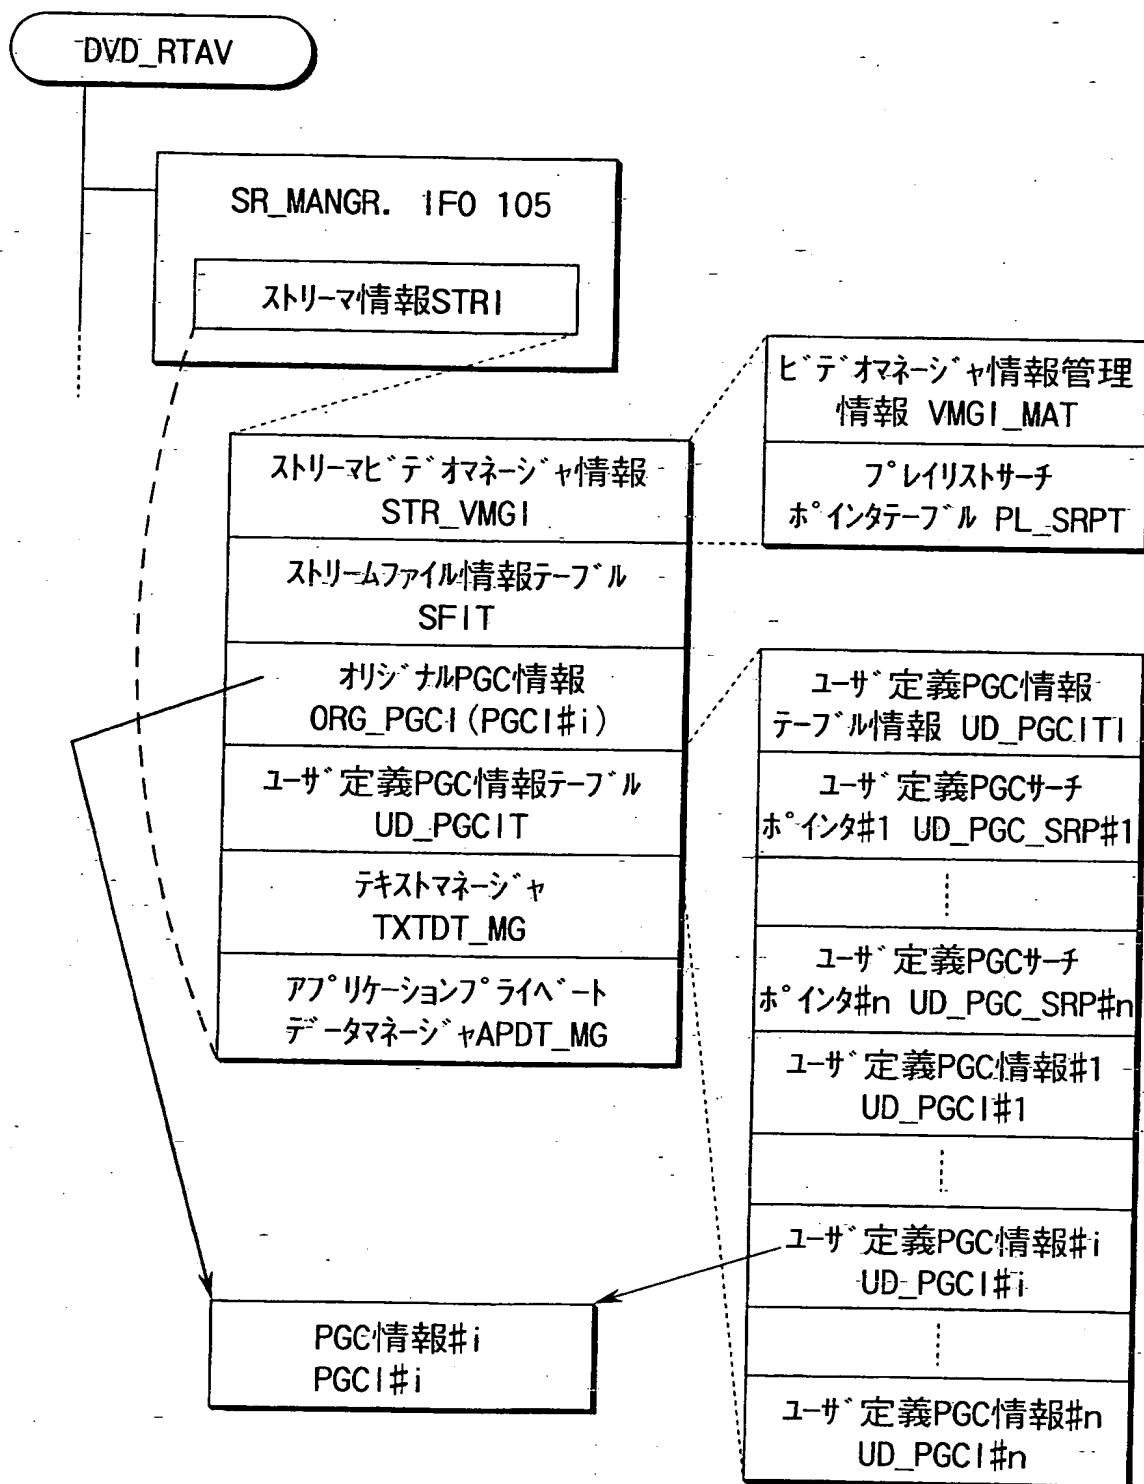 DVD_RTAV
SR_MANGR. IFO 105
ストリーマ情報STRI
ストリーマビデオマネージャ情報
STR_VMGI
ストリームファイル情報テーブル
SFIT
オリジナルPGC情報
ORG_PGCI(PGCI#i)
ユーザ定義PGC情報テーブル
UD_PGCIT
テキストマネージャ
TXTDT_MG
アプリケーションプライベート
データマネージャAPDT_MG
ビデオマネージャ情報管理
情報 VMGI_MAT
プレイリストサーチ
ポインタテーブル PL_SRPT
ユーザ定義PGC情報
テーブル情報 UD_PGCITI
ユーザ定義PGCサーチ
ポインタ#1 UD_PGC_SRP#1
ユーザ定義PGCサーチ
ポインタ#n UD_PGC_SRP#n
ユーザ定義PGC情報#1
UD_PGCI#1
ユーザ定義PGC情報#i
UD_PGCI#i
ユーザ定義PGC情報#n
UD_PGCI#n
PGC情報#i
PGCI#i